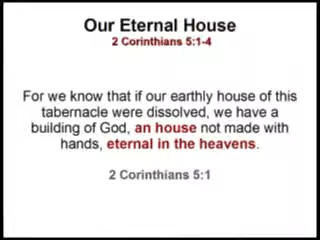 Our Eternal House
2 Corinthians 5:1-4
For we know that if our earthly house of this
tabernacle were dissolved, we have a
building of God, an house not made with
hands, eternal in the heavens.
2 Corinthians 5:1